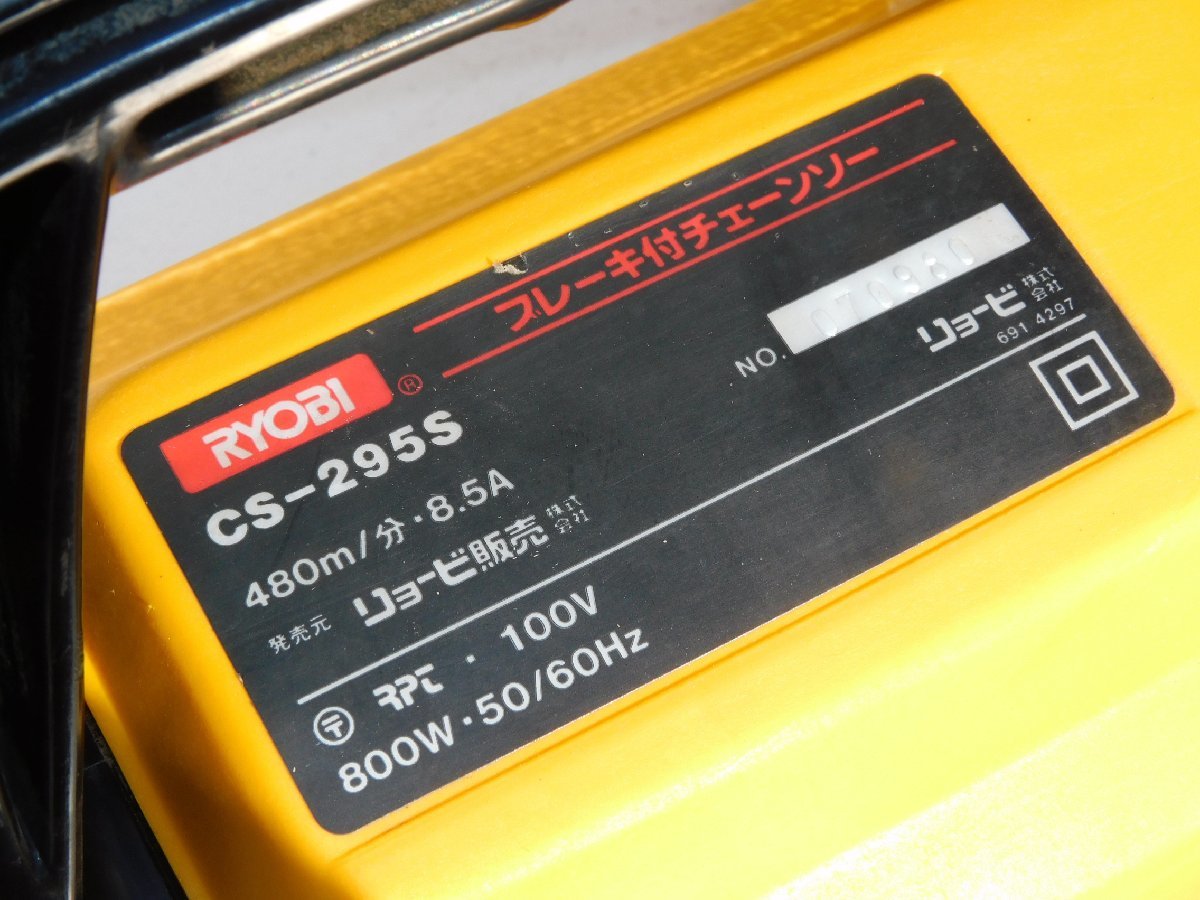 ブレーキ付チェーンソー
RYOBI ®
CS-295S
480m/分・8.5A
発売元 リョービ販売株式会社
NO. 070960
リョービ株式会社
691 4297
〒 RPT・100V
800W・50/60Hz